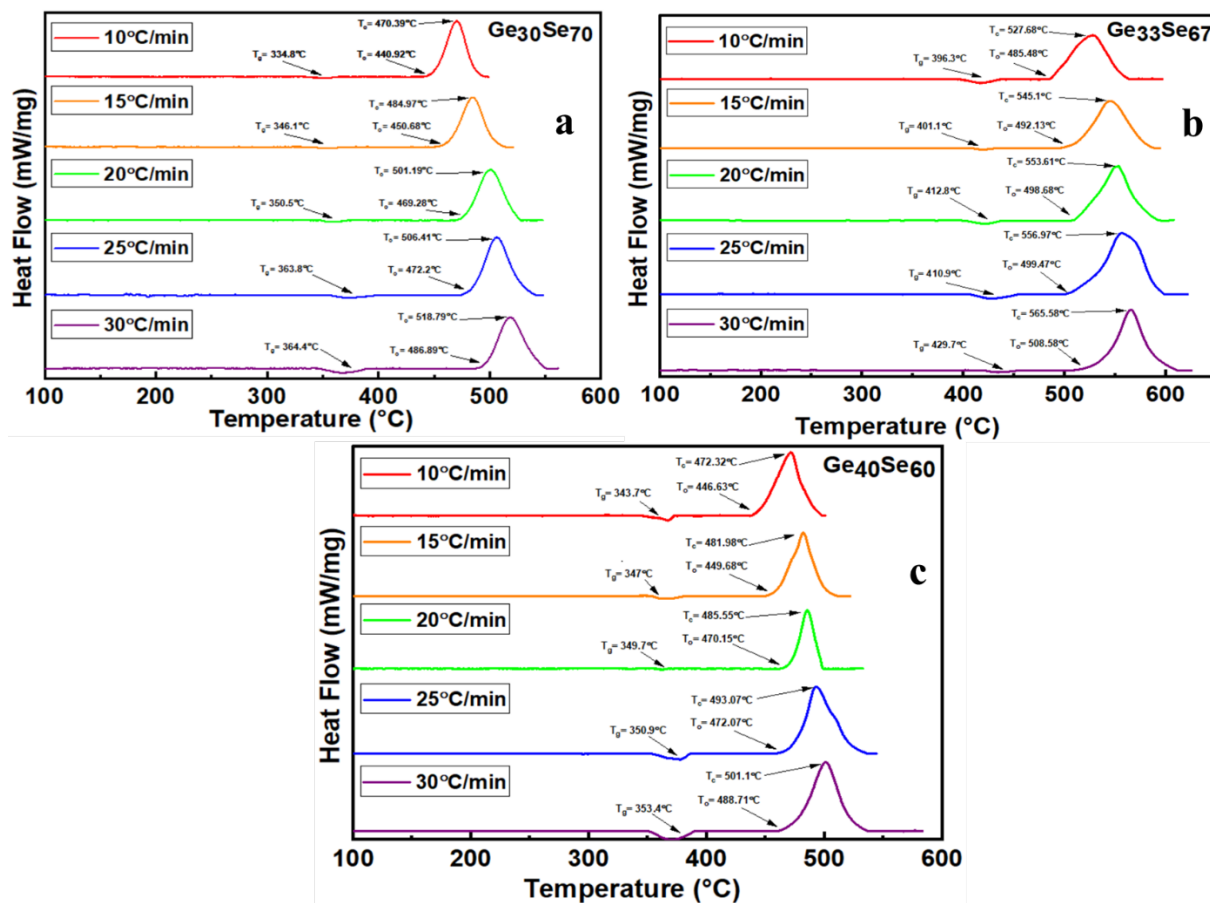 Ge30Se70
10°C/min
Tc= 470.39°C
Tg= 334.8°C
To= 440.92°C
15°C/min
Tc= 484.97°C
Tg= 346.1°C
To= 450.68°C
a
20°C/min
Tc= 501.19°C
Tg= 350.5°C
To= 469.28°C
25°C/min
Tc= 506.41°C
Tg= 363.8°C
To= 472.2°C
30°C/min
Tc= 518.79°C
Tg= 364.4°C
To= 486.89°C
Heat Flow (mW/mg)
100 200 300 400 500 600
Temperature (°C)
Ge33Se67
10°C/min
Tc= 527.68°C
Tg= 396.3°C
To= 485.48°C
15°C/min
Tc= 545.1°C
Tg= 401.1°C
To= 492.13°C
b
20°C/min
Tc= 553.61°C
Tg= 412.8°C
To= 498.68°C
25°C/min
Tc= 556.97°C
Tg= 410.9°C
To= 499.47°C
30°C/min
Tc= 565.58°C
Tg= 429.7°C
To= 508.58°C
Heat Flow (mW/mg)
100 200 300 400 500 600
Temperature (°C)
Ge40Se60
10°C/min
Tc= 472.32°C
Tg= 343.7°C
To= 446.63°C
15°C/min
Tc= 481.98°C
Tg= 347°C
To= 449.68°C
c
20°C/min
Tc= 485.55°C
Tg= 349.7°C
To= 470.15°C
25°C/min
Tc= 493.07°C
Tg= 350.9°C
To= 472.07°C
30°C/min
Tc= 501.1°C
Tg= 353.4°C
To= 488.71°C
Heat Flow (mW/mg)
100 200 300 400 500 600
Temperature (°C)